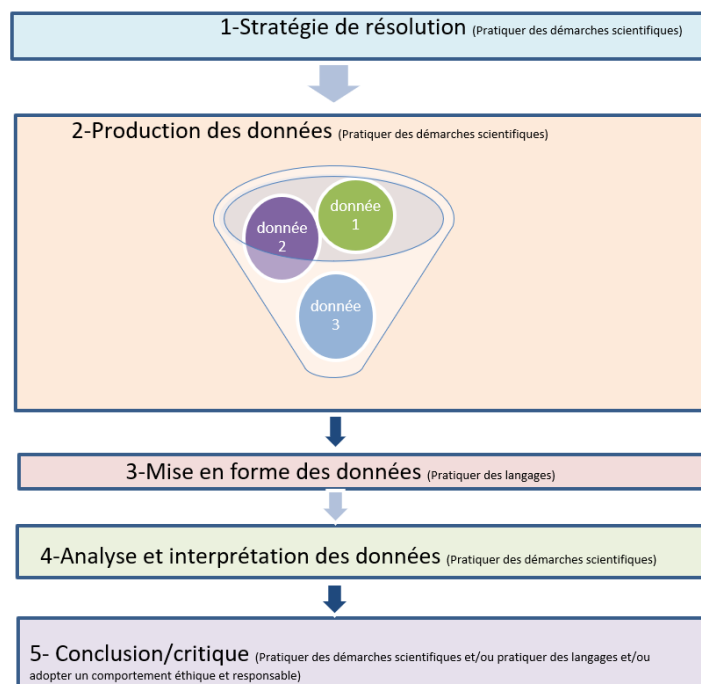 1-Stratégie de résolution (Pratiquer des démarches scientifiques)
2-Production des données (Pratiquer des démarches scientifiques)
donnée
1
donnée
2
donnée
3
3-Mise en forme des données (Pratiquer des langages)
4-Analyse et interprétation des données (Pratiquer des démarches scientifiques)
5- Conclusion/critique (Pratiquer des démarches scientifiques et/ou pratiquer des langages et/ou
adopter un comportement éthique et responsable)